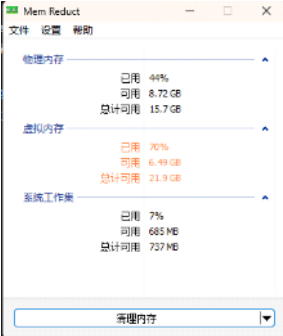 Mem Reduct
文件 设置 帮助
物理内存
已用 44%
可用 8.72 GB
总计可用 15.7 GB
虚拟内存
已用 70%
可用 6.49 GB
总计可用 21.9 GB
系统工作集
已用 7%
可用 685 MB
总计可用 737 MB
清理内存